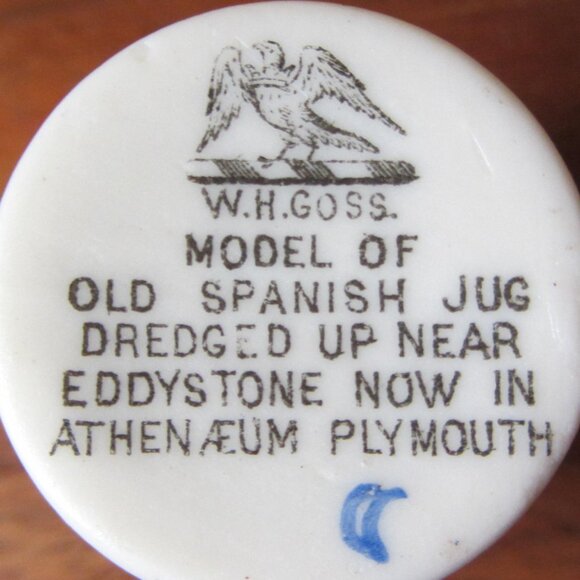 W.H.GOSS.
MODEL OF
OLD SPANISH JUG
DREDGED UP NEAR
EDDYSTONE NOW IN
ATHENÆUM PLYMOUTH